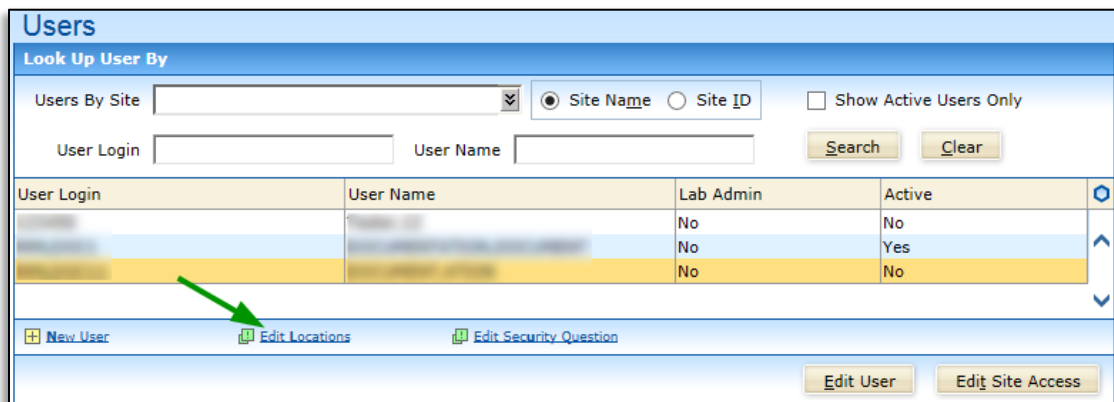 Users
Look Up User By
Users By Site Site Name Site ID Show Active Users Only
User Login User Name Search Clear
User Login User Name Lab Admin Active
No No
No Yes
No No
New User Edit Locations Edit Security Question
Edit User Edit Site Access